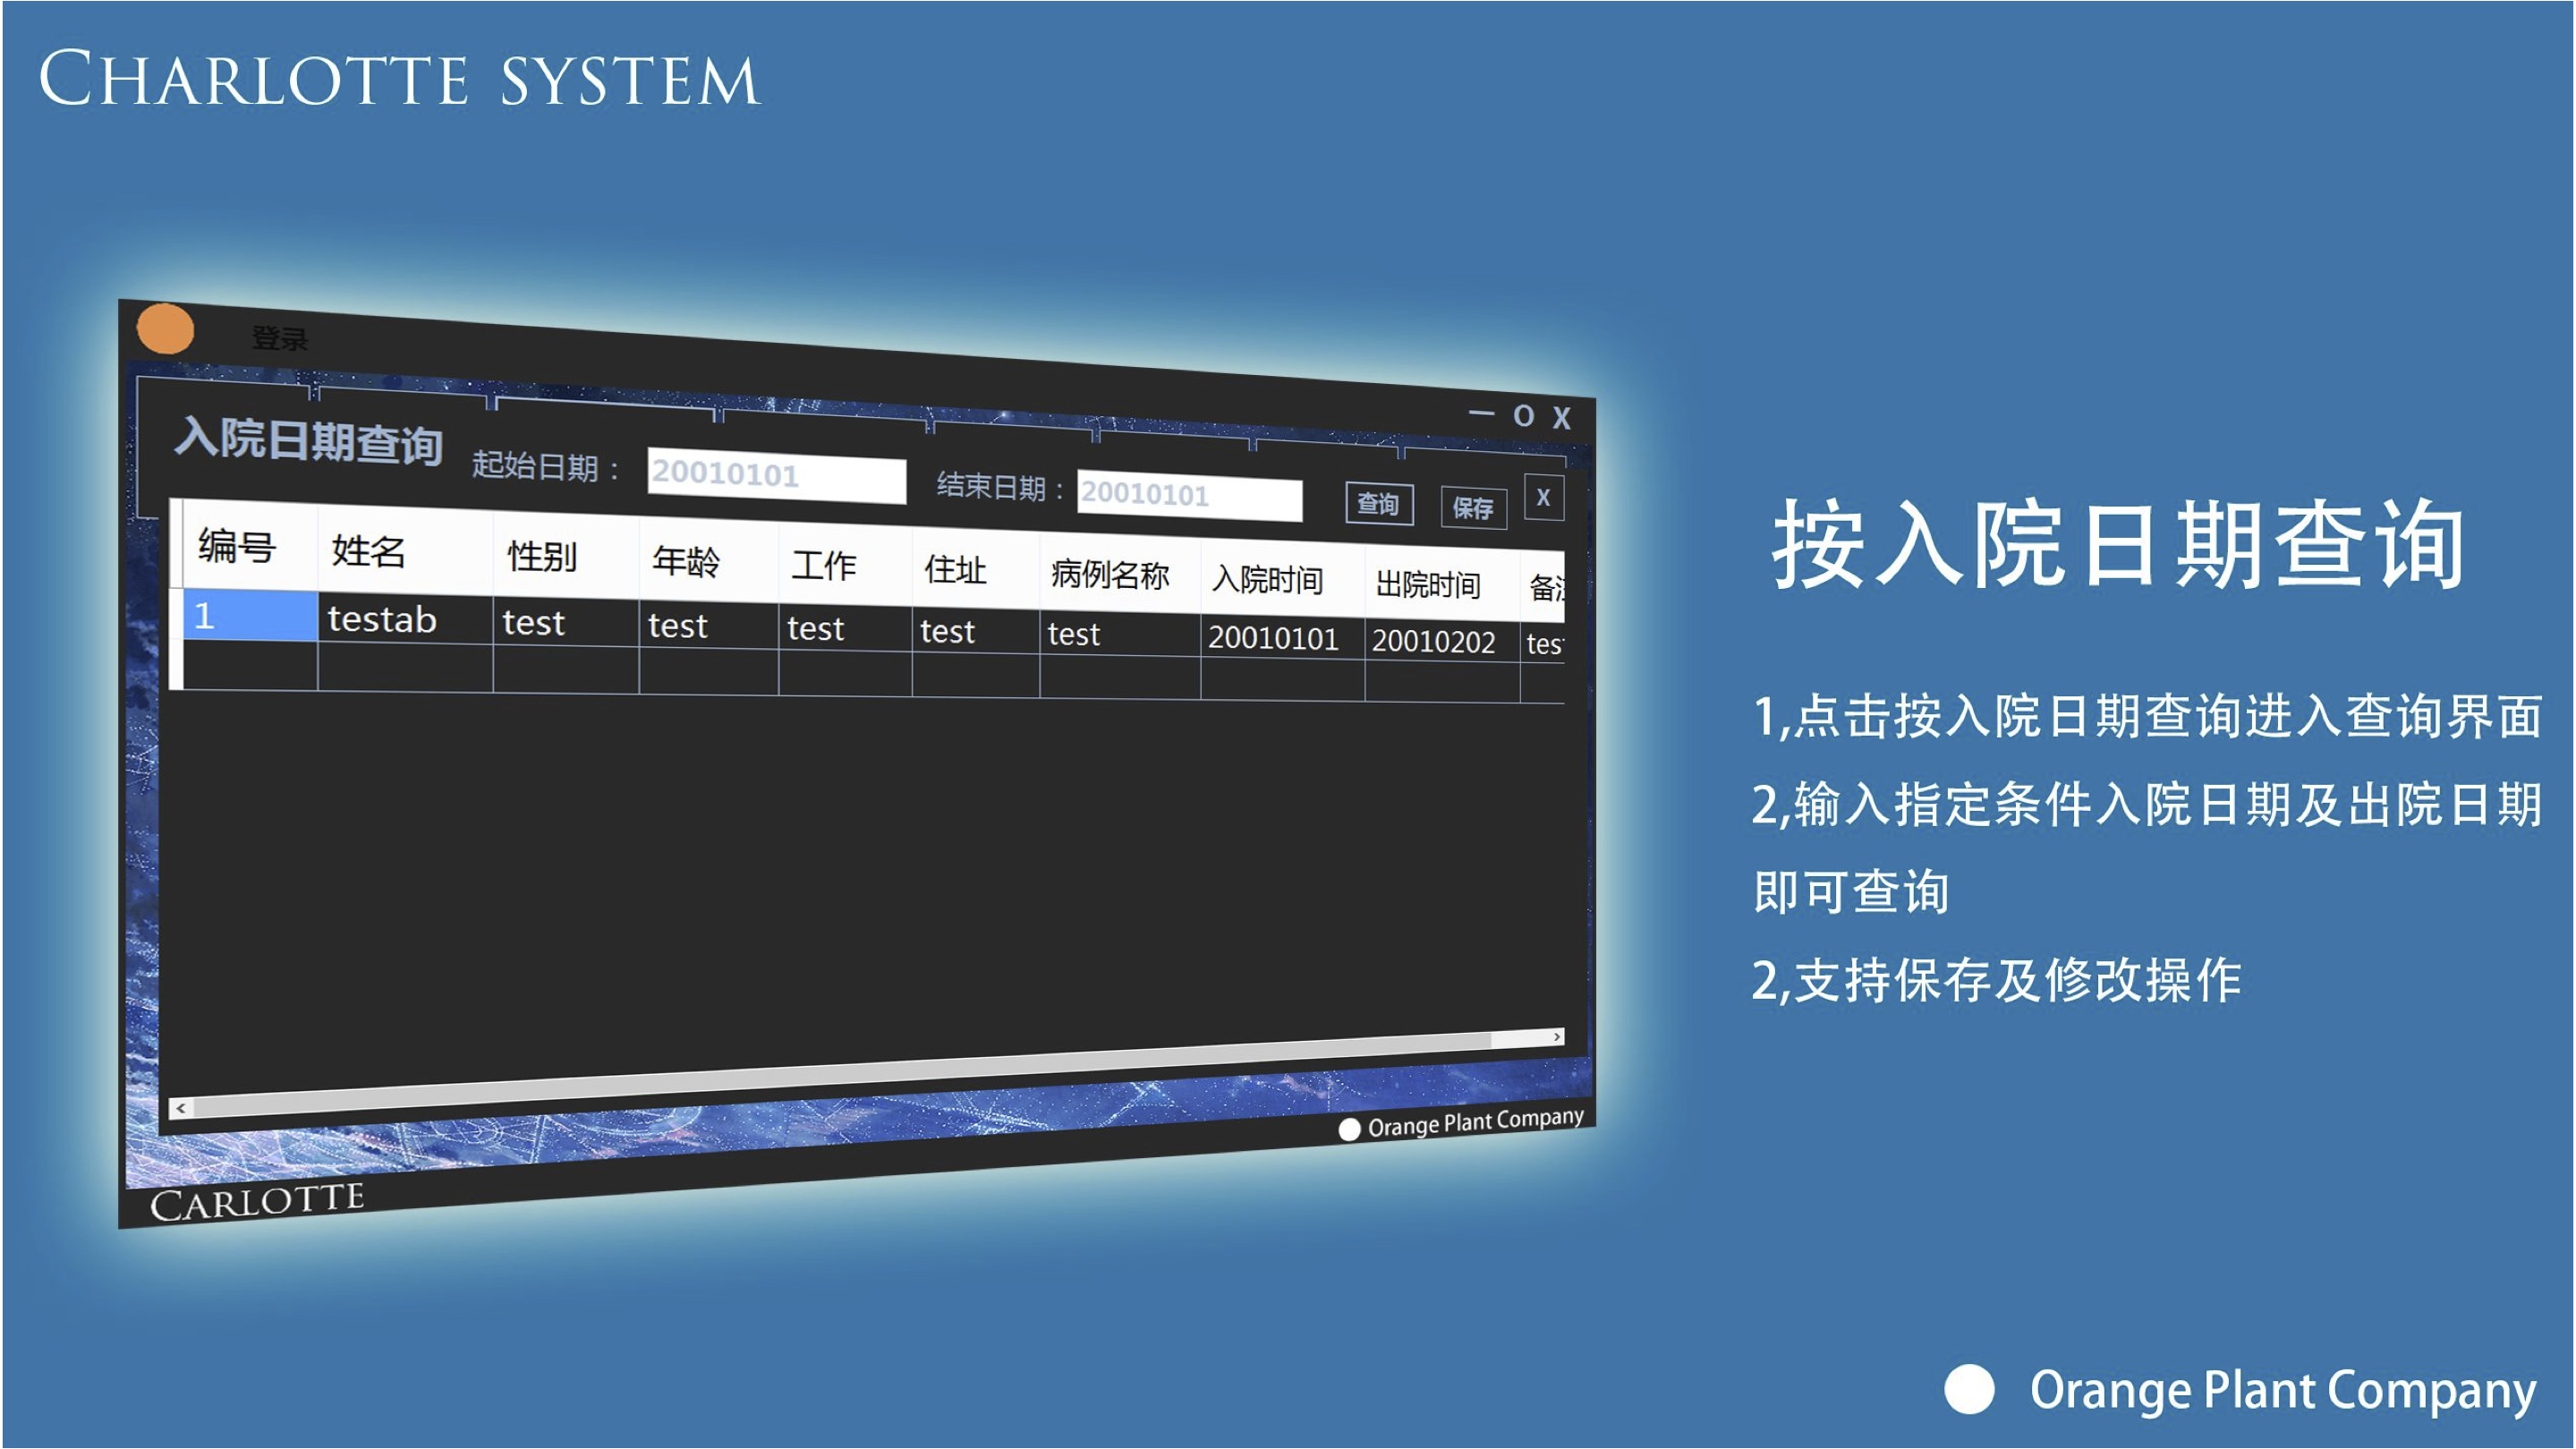 CHARLOTTE SYSTEM
登录
— O X
入院日期查询 起始日期： 20010101 结束日期： 20010101 查询 保存 X
编号 姓名 性别 年龄 工作 住址 病例名称 入院时间 出院时间 备注
1 testab test test test test test 20010101 20010202 tes
Orange Plant Company
CARLOTTE
按入院日期查询
1,点击按入院日期查询进入查询界面
2,输入指定条件入院日期及出院日期
即可查询
2,支持保存及修改操作
Orange Plant Company